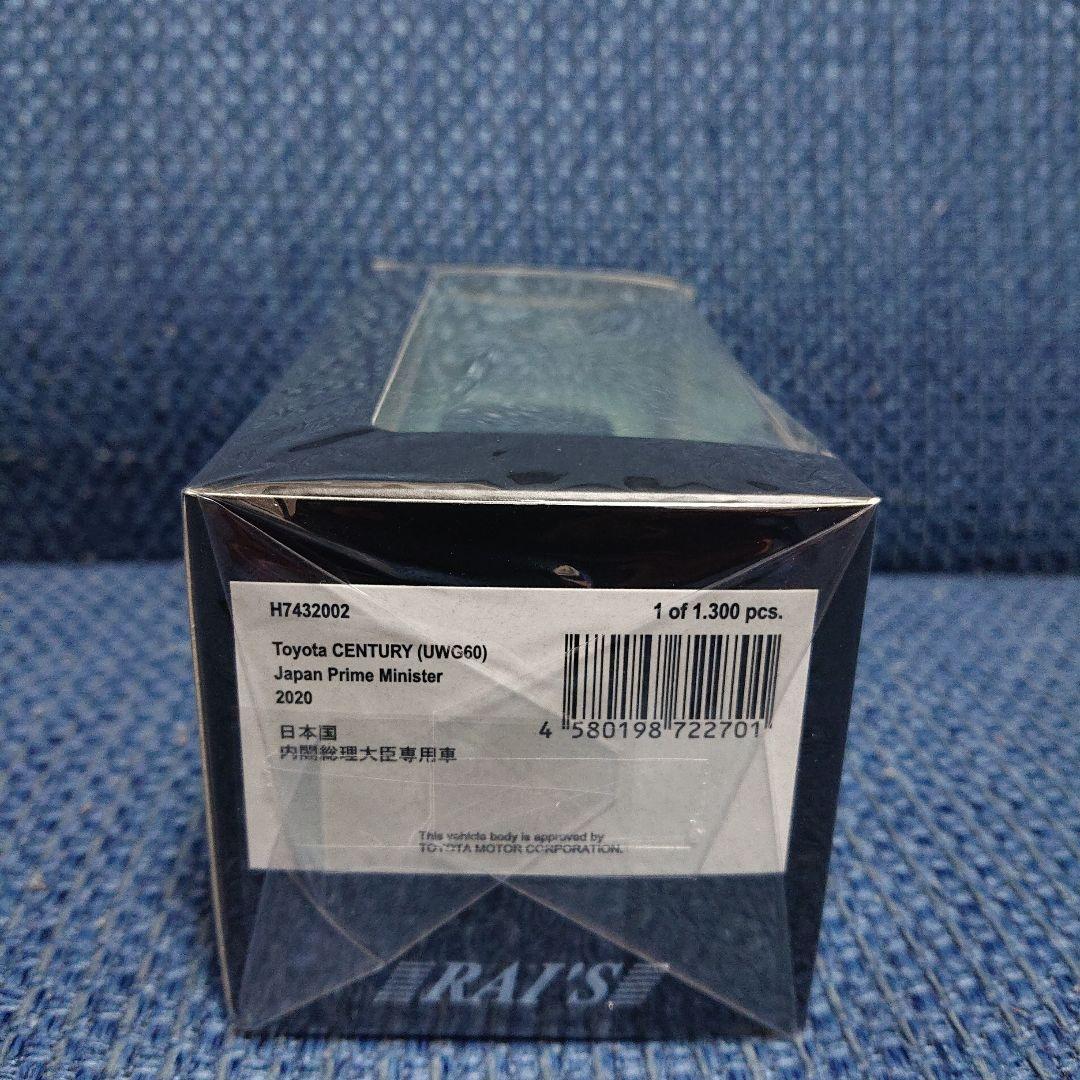 H7432002
1 of 1.300 pcs.
Toyota CENTURY (UWG60)
Japan Prime Minister
2020
日本国
内閣総理大臣専用車
4 580198 722701
This vehicle body is approved by
TOYOTA MOTOR CORPORATION.
RAI'S